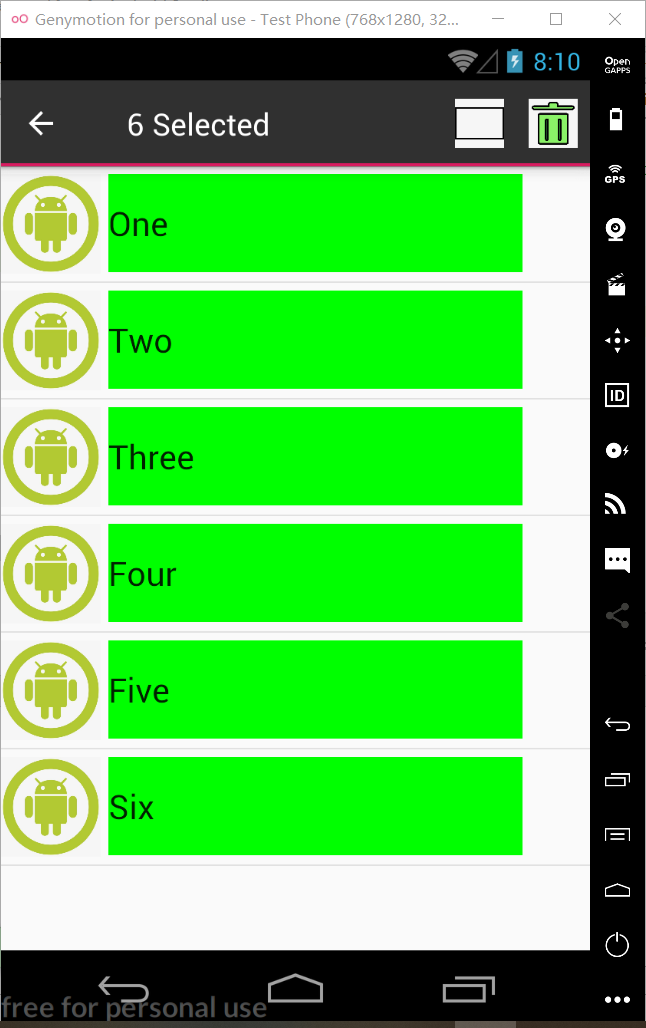 Genymotion for personal use - Test Phone (768x1280, 32...
8:10
Open
GAPPS
6 Selected
GPS
One
Two
Three
ID
Four
Five
Six
free for personal use